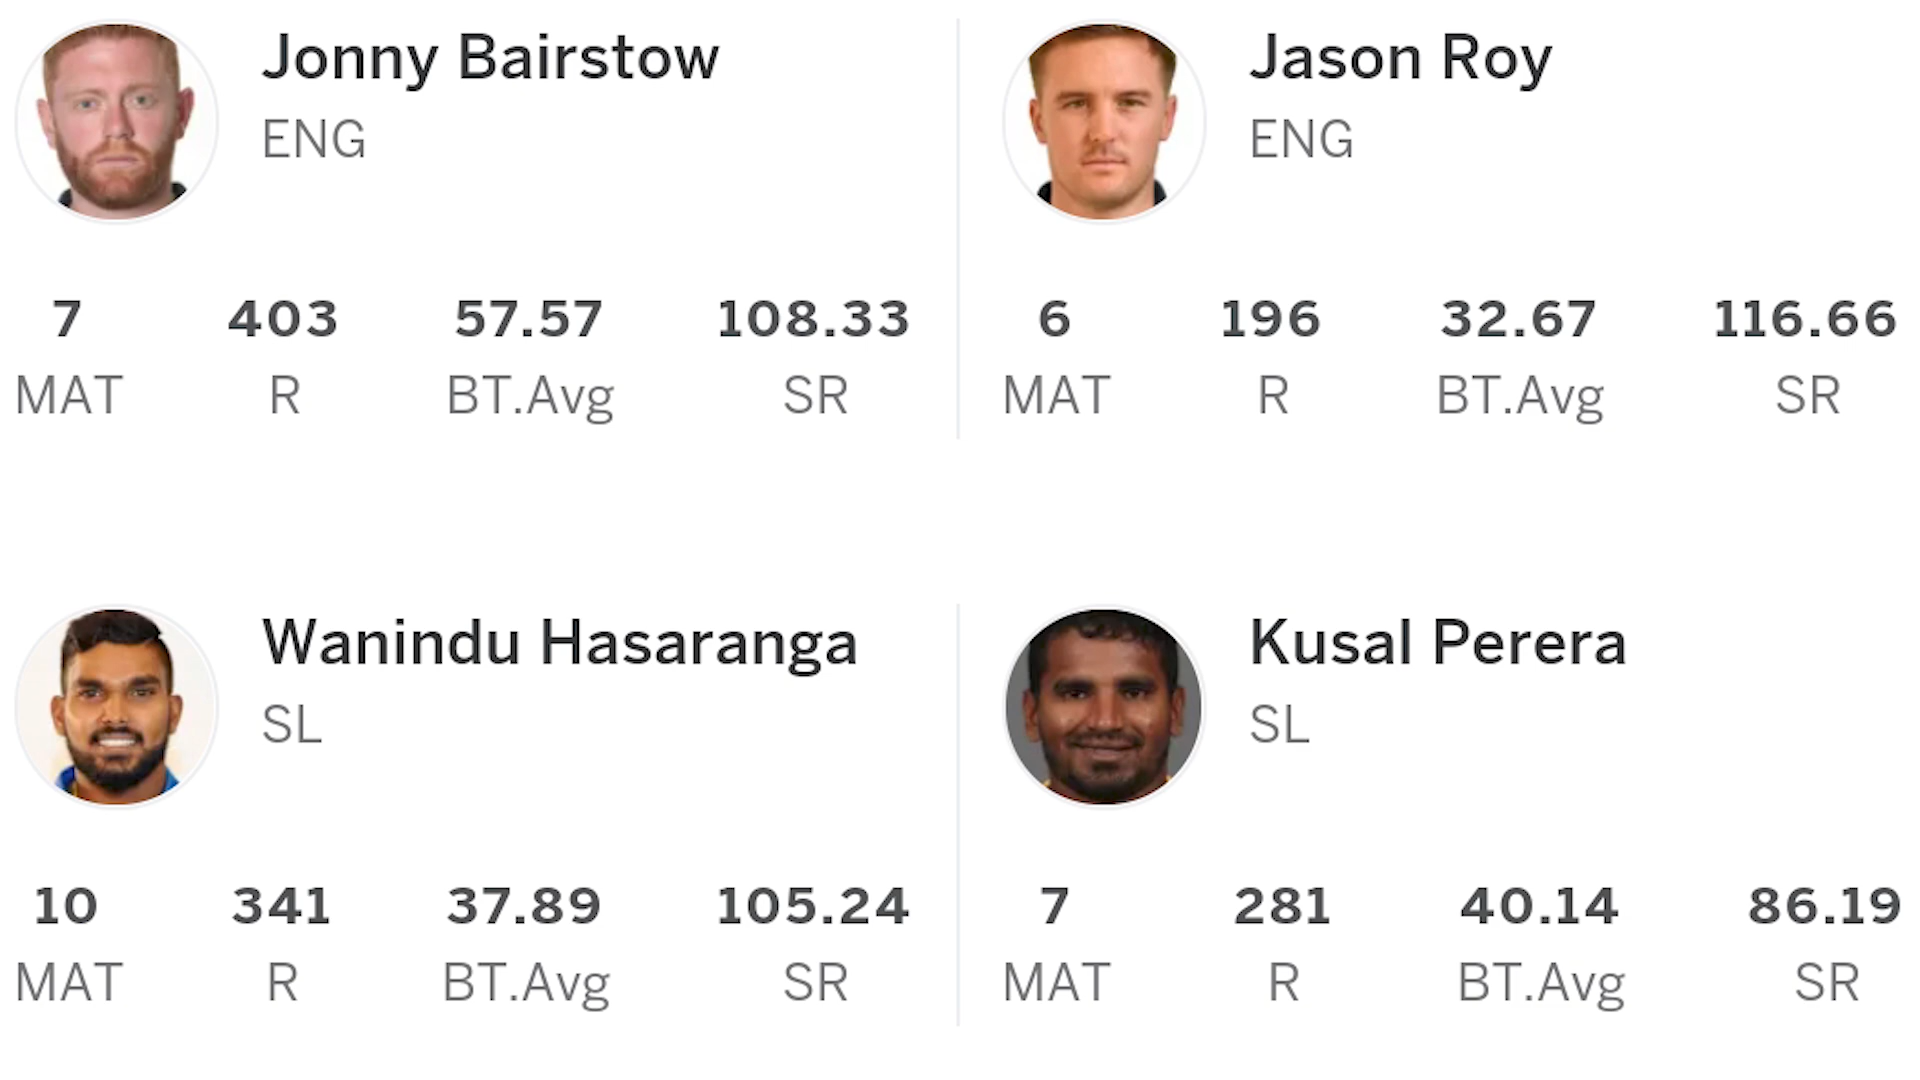 Jonny Bairstow
ENG
7 403 57.57 108.33
MAT R BT.Avg SR
Jason Roy
ENG
6 196 32.67 116.66
MAT R BT.Avg SR
Wanindu Hasaranga
SL
10 341 37.89 105.24
MAT R BT.Avg SR
Kusal Perera
SL
7 281 40.14 86.19
MAT R BT.Avg SR